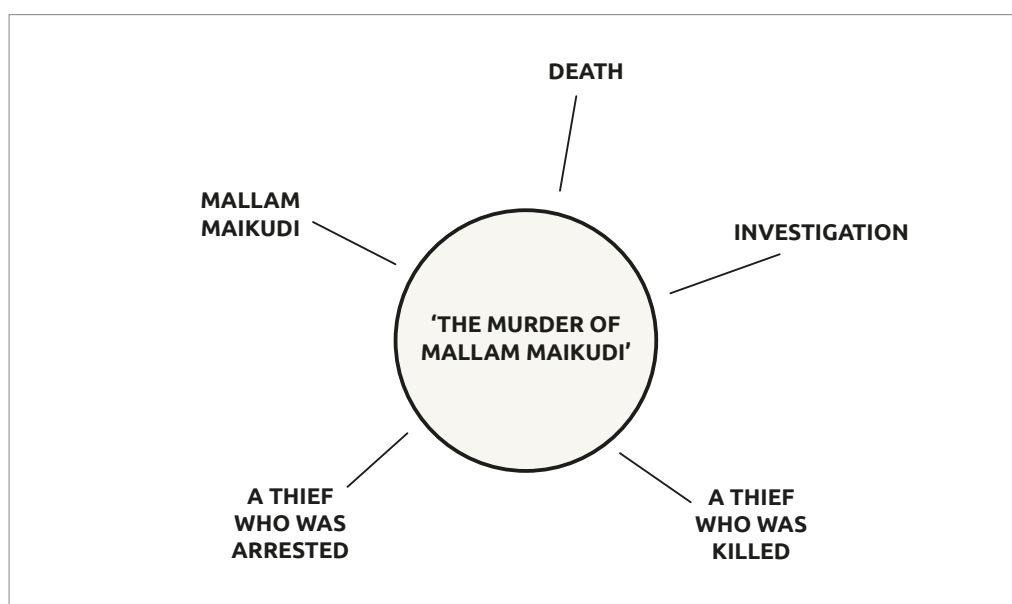 DEATH
MALLAM
MAIKUDI
INVESTIGATION
‘THE MURDER OF
MALLAM MAIKUDI’
A THIEF
WHO WAS
ARRESTED
A THIEF
WHO WAS
KILLED